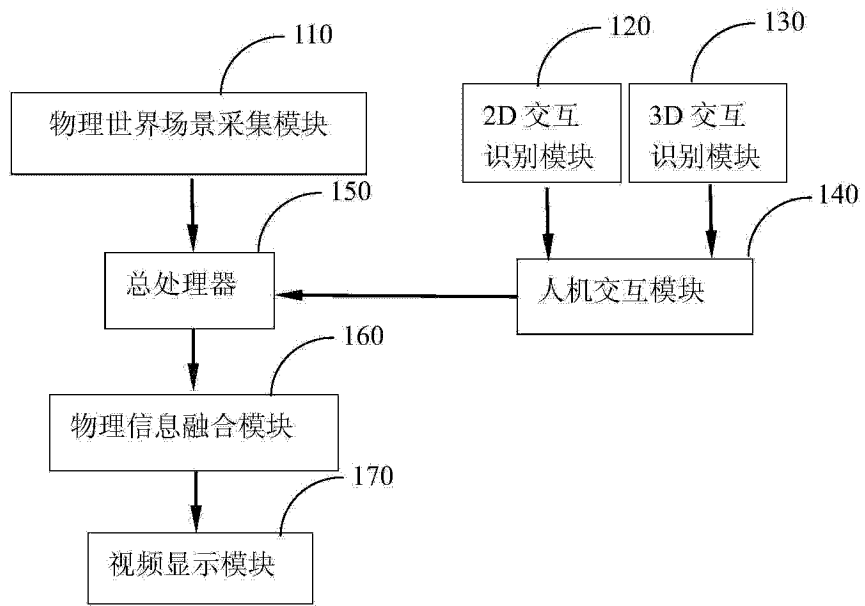 110
120
130
物理世界场景采集模块
2D 交互
识别模块
3D 交互
识别模块
150
140
总处理器
人机交互模块
160
物理信息融合模块
170
视频显示模块